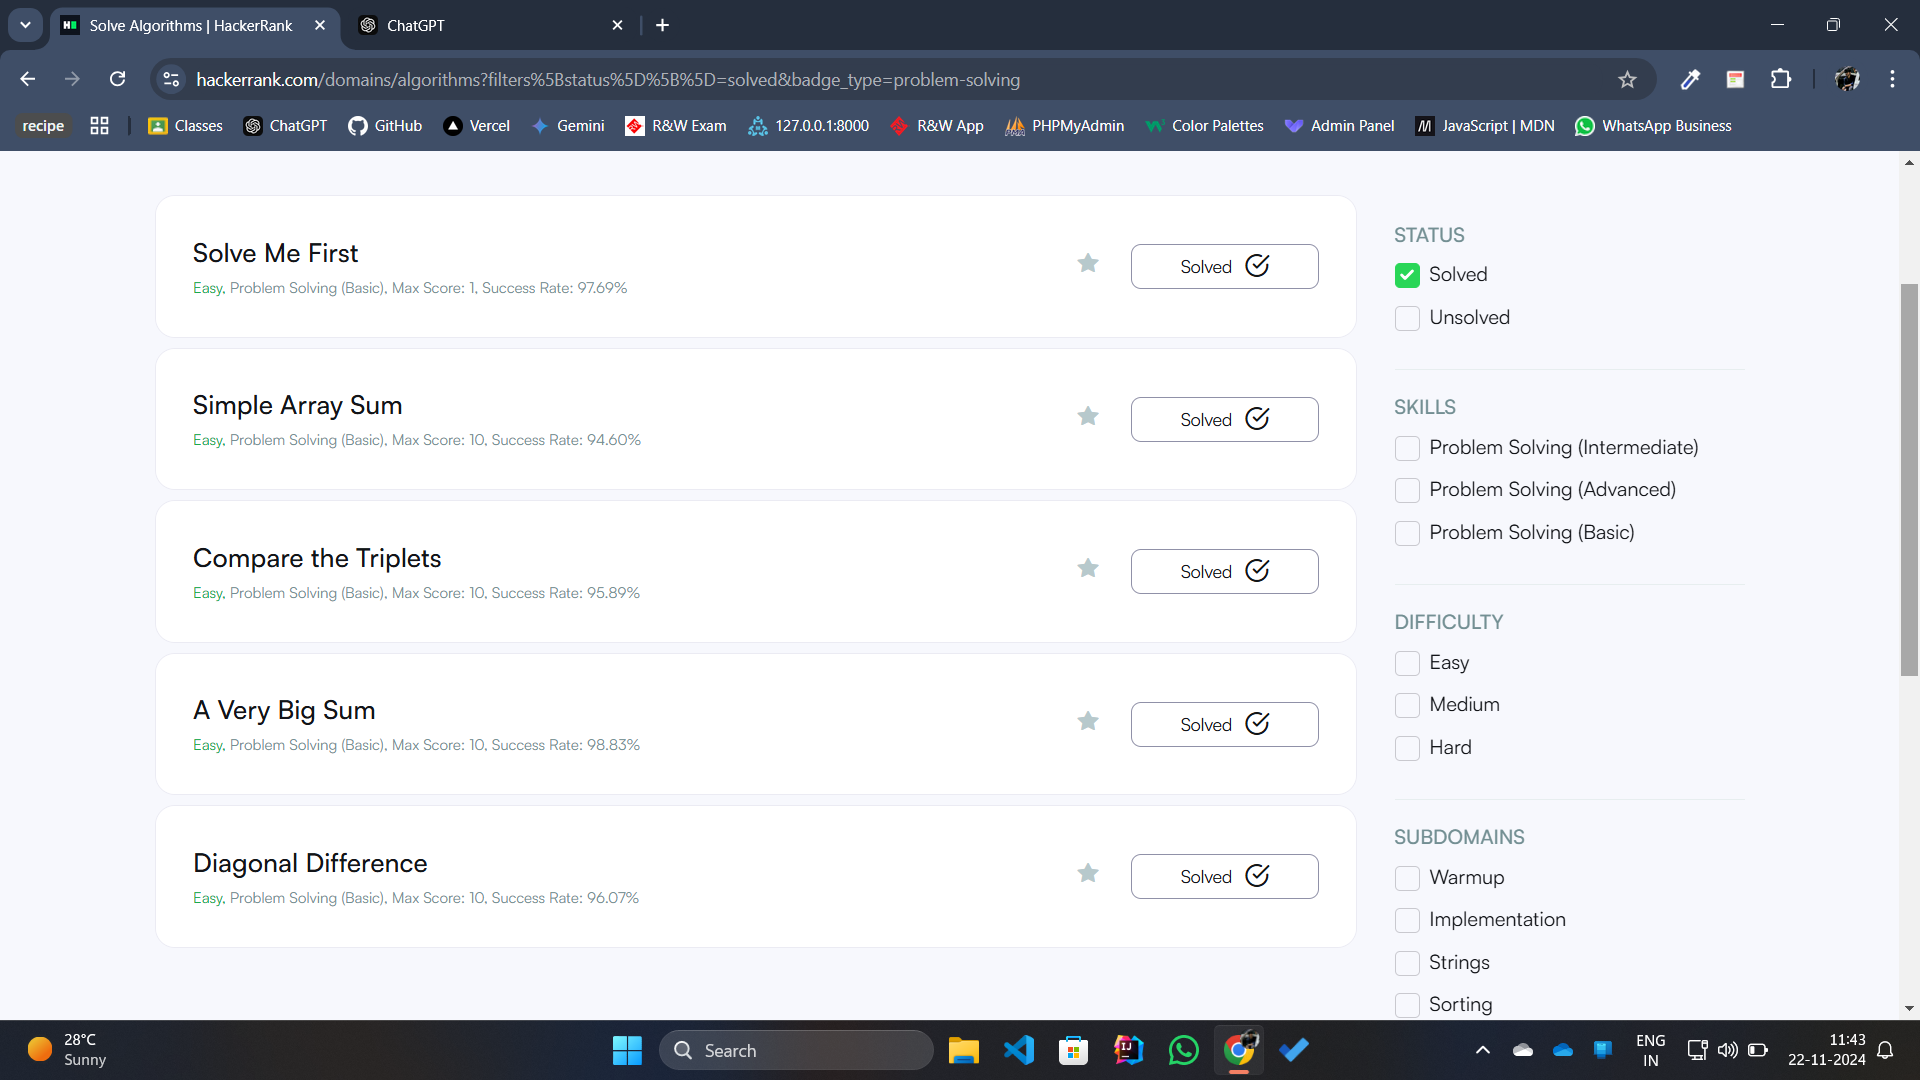 Solve Algorithms | HackerRank
ChatGPT
hackerrank.com/domains/algorithms?filters%5Bstatus%5D%5B%5D=solved&badge_type=problem-solving
recipe Classes ChatGPT GitHub Vercel Gemini R&W Exam 127.0.0.1:8000 R&W App PHPMyAdmin Color Palettes Admin Panel JavaScript | MDN WhatsApp Business
Solve Me First
Easy, Problem Solving (Basic), Max Score: 1, Success Rate: 97.69%
Solved
Simple Array Sum
Easy, Problem Solving (Basic), Max Score: 10, Success Rate: 94.60%
Solved
Compare the Triplets
Easy, Problem Solving (Basic), Max Score: 10, Success Rate: 95.89%
Solved
A Very Big Sum
Easy, Problem Solving (Basic), Max Score: 10, Success Rate: 98.83%
Solved
Diagonal Difference
Easy, Problem Solving (Basic), Max Score: 10, Success Rate: 96.07%
Solved
STATUS
Solved
Unsolved
SKILLS
Problem Solving (Intermediate)
Problem Solving (Advanced)
Problem Solving (Basic)
DIFFICULTY
Easy
Medium
Hard
SUBDOMAINS
Warmup
Implementation
Strings
Sorting
28°C
Sunny
Search
ENG
IN
11:43
22-11-2024